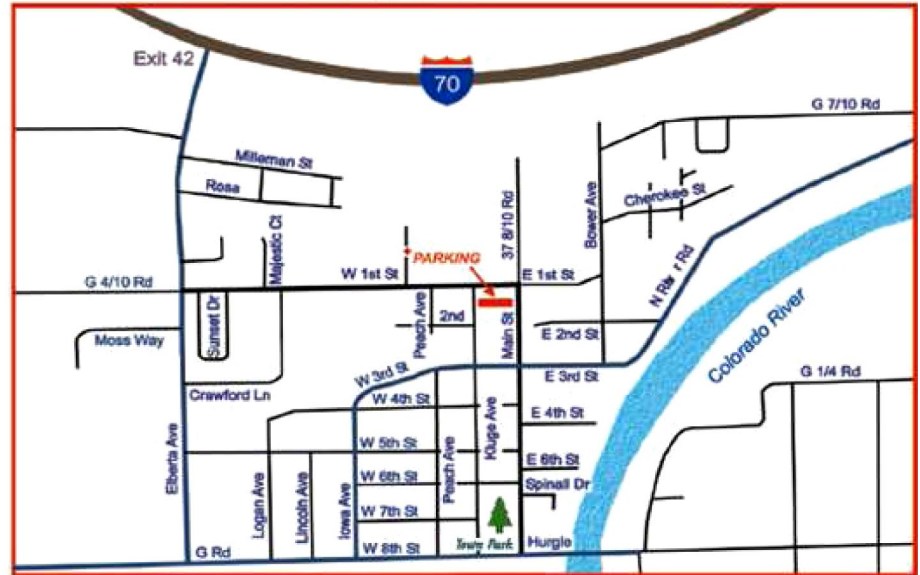 Exit 42
70
G 7/10 Rd
Milleman St
Rosa
37 8/10 Rd
Bower Ave
Cherokee St
Majestic Ct
PARKING
N River Rd
W 1st St
E 1st St
G 4/10 Rd
Sunset Dr
Peach Ave
2nd
Main St
E 2nd St
Moss Way
Colorado River
W 3rd St
E 3rd St
G 1/4 Rd
Crawford Ln
W 4th St
Kluge Ave
E 4th St
Elberta Ave
W 5th St
Logan Ave
Lincoln Ave
Iowa Ave
Peach Ave
E 6th St
W 6th St
Spinall Dr
W 7th St
Town Park
Hurgle
G Rd
W 8th St